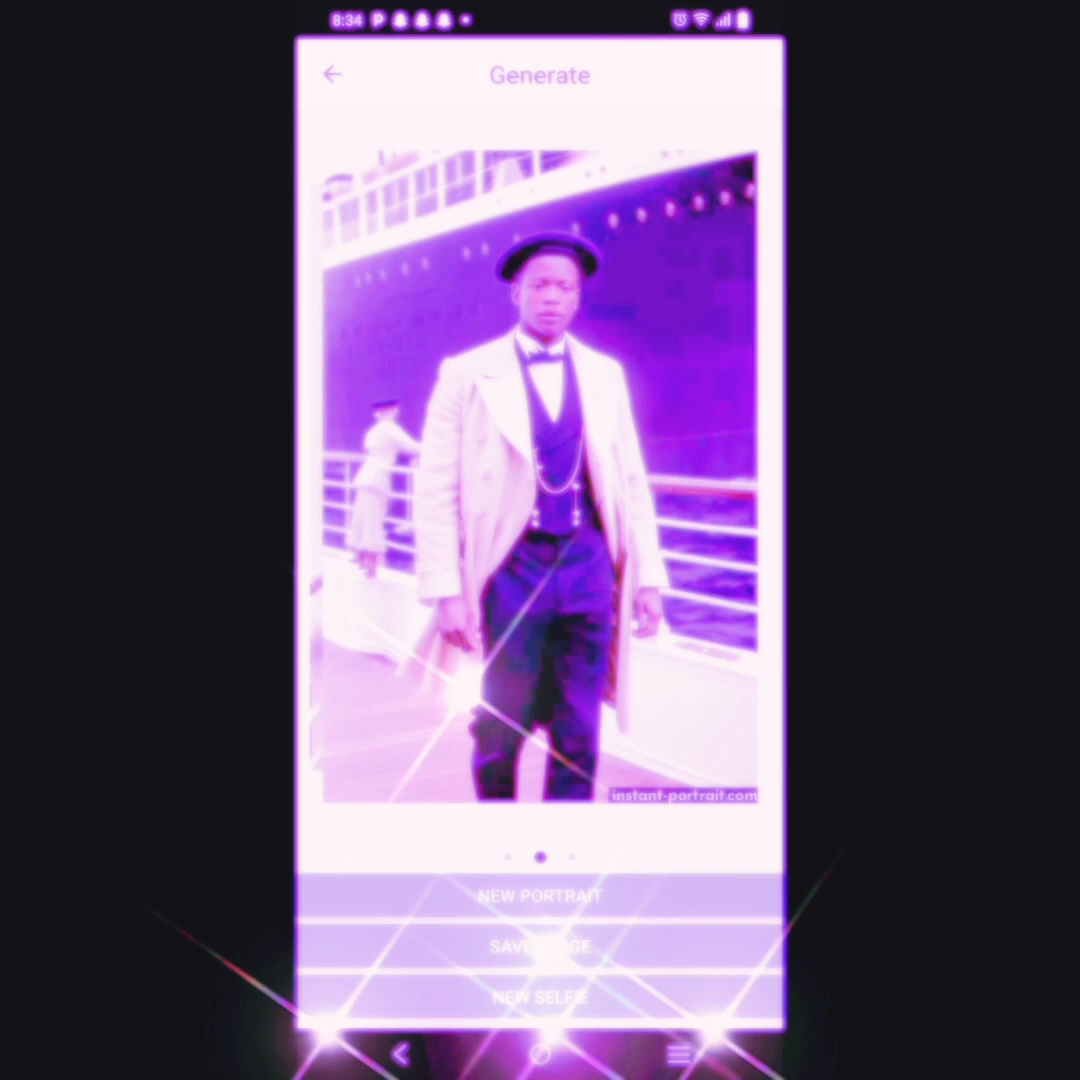 8:34 P
Generate
instant-portrait.com
NEW PORTRAIT
NEW SELFIE